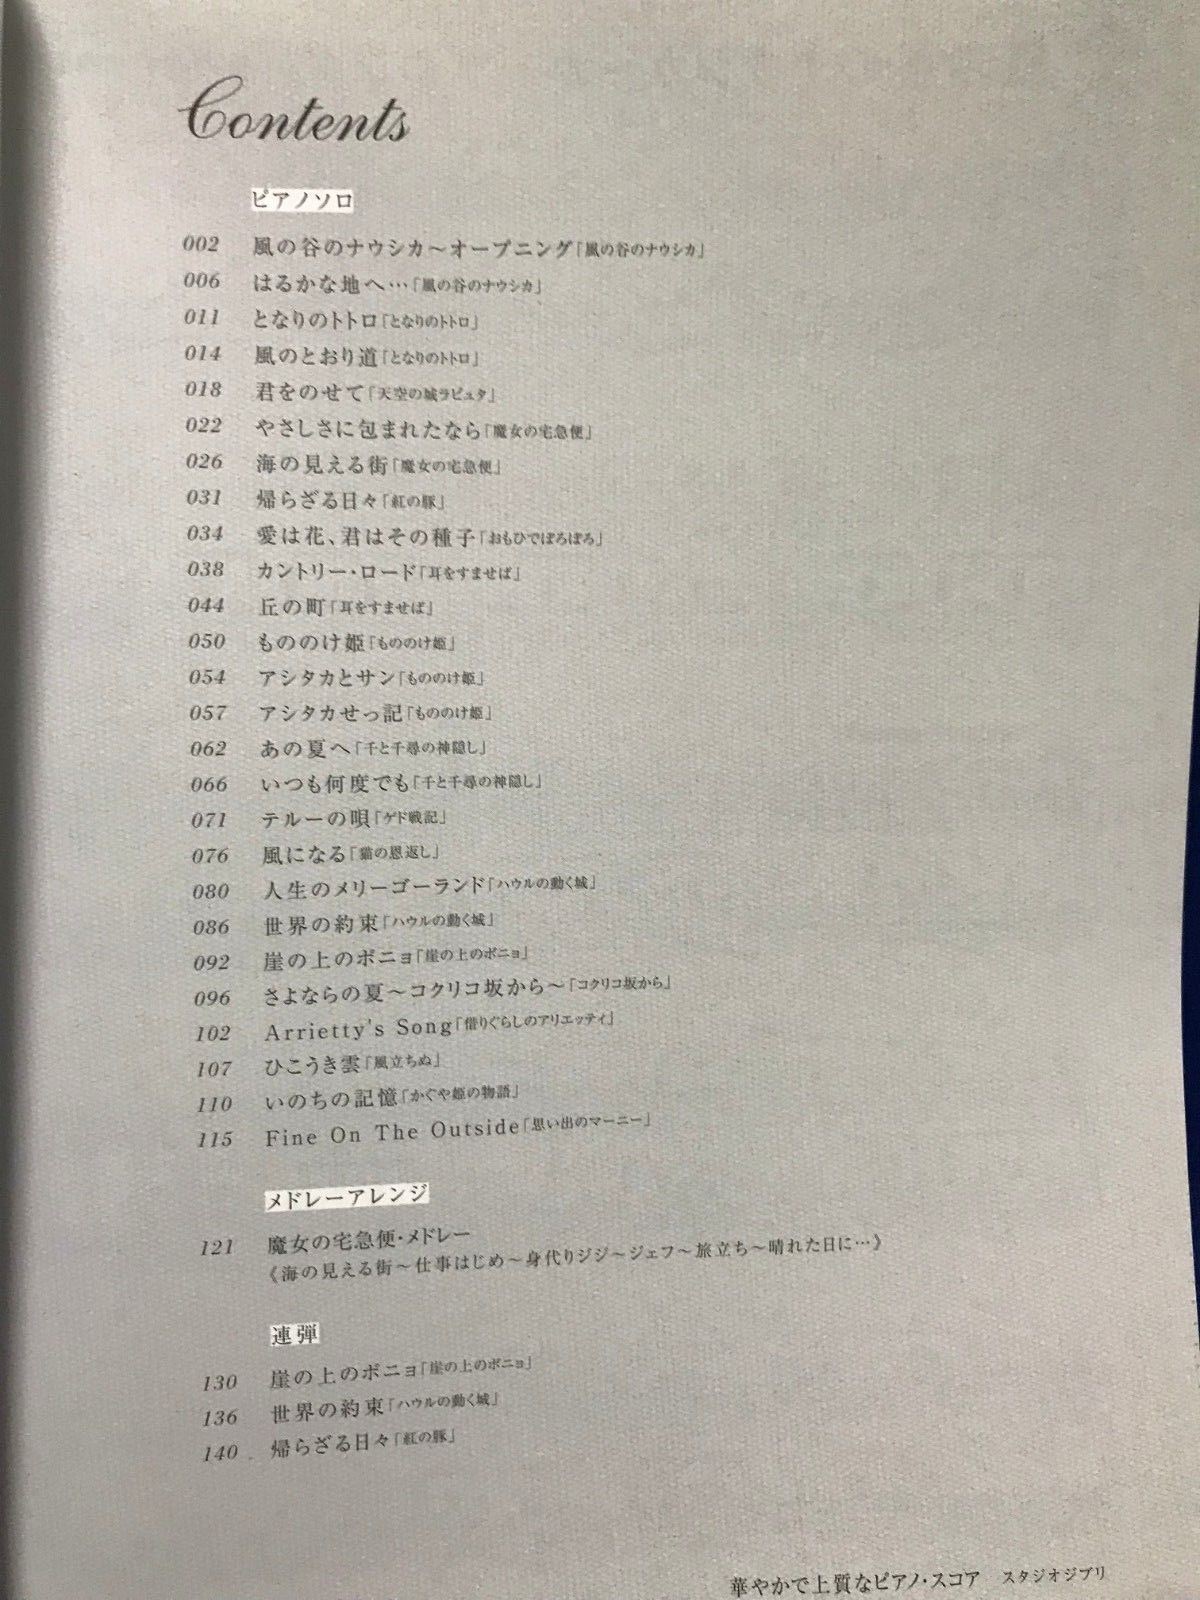 Contents
ピアノソロ
002 風の谷のナウシカ～オープニング「風の谷のナウシカ」
006 はるかな地へ…「風の谷のナウシカ」
011 となりのトトロ「となりのトトロ」
014 風のとおり道「となりのトトロ」
018 君をのせて「天空の城ラピュタ」
022 やさしさに包まれたなら「魔女の宅急便」
026 海の見える街「魔女の宅急便」
031 帰らざる日々「紅の豚」
034 愛は花、君はその種子「おもひでぽろぽろ」
038 カントリー・ロード「耳をすませば」
044 丘の町「耳をすませば」
050 もののけ姫「もののけ姫」
054 アシタカとサン「もののけ姫」
057 アシタカせっ記「もののけ姫」
062 あの夏へ「千と千尋の神隠し」
066 いつも何度でも「千と千尋の神隠し」
071 テルーの唄「ゲド戦記」
076 風になる「猫の恩返し」
080 人生のメリーゴーランド「ハウルの動く城」
086 世界の約束「ハウルの動く城」
092 崖の上のポニョ「崖の上のポニョ」
096 さよならの夏～コクリコ坂から～「コクリコ坂から」
102 Arrietty's Song「借りぐらしのアリエッティ」
107 ひこうき雲「風立ちぬ」
110 いのちの記憶「かぐや姫の物語」
115 Fine On The Outside「思い出のマーニー」
メドレーアレンジ
121 魔女の宅急便・メドレー
《海の見える街～仕事はじめ～身代りジジ～ジェフ～旅立ち～晴れた日に…》
連弾
130 崖の上のポニョ「崖の上のポニョ」
136 世界の約束「ハウルの動く城」
140 帰らざる日々「紅の豚」
華やかで上質なピアノ・スコア スタジオジブリ